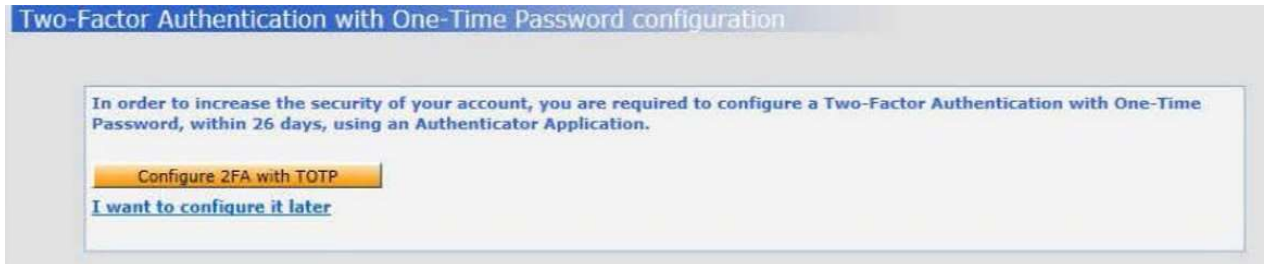 Two-Factor Authentication with One-Time Password configuration
In order to increase the security of your account, you are required to configure a Two-Factor Authentication with One-Time
Password, within 26 days, using an Authenticator Application.
Configure 2FA with TOTP
I want to configure it later